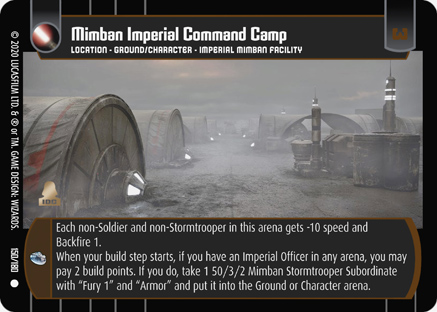 Mimban Imperial Command Camp
LOCATION - GROUND/CHARACTER - IMPERIAL MIMBAN FACILITY
Each non-Soldier and non-Stormtrooper in this arena gets -10 speed and
Backfire 1.
When your build step starts, if you have an Imperial Officer in any arena, you may
pay 2 build points. If you do, take 1 50/3/2 Mimban Stormtrooper Subordinate
with "Fury 1" and "Armor" and put it into the Ground or Character arena.
© 2020 LUCASFILM LTD. & ® or TM. GAME DESIGN: WIZARDS.
150/180
IDC